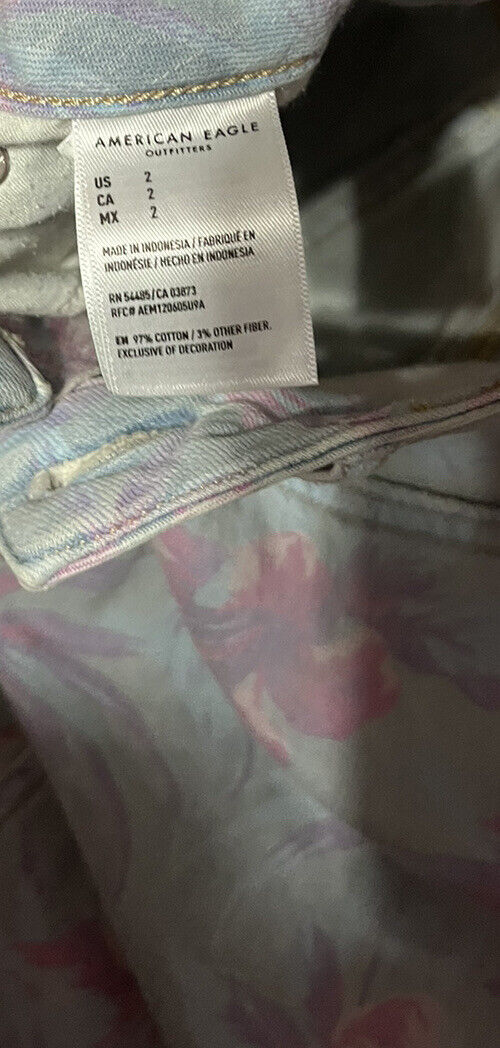 AMERICAN EAGLE
OUTFITTERS
US 2
CA 2
MX 2
MADE IN INDONESIA / FABRIQUÉ EN
INDONÉSIE / HECHO EN INDONESIA
RN 54485/CA 03873
RFC# AEM120605U9A
EN 97% COTTON / 3% OTHER FIBER.
EXCLUSIVE OF DECORATION